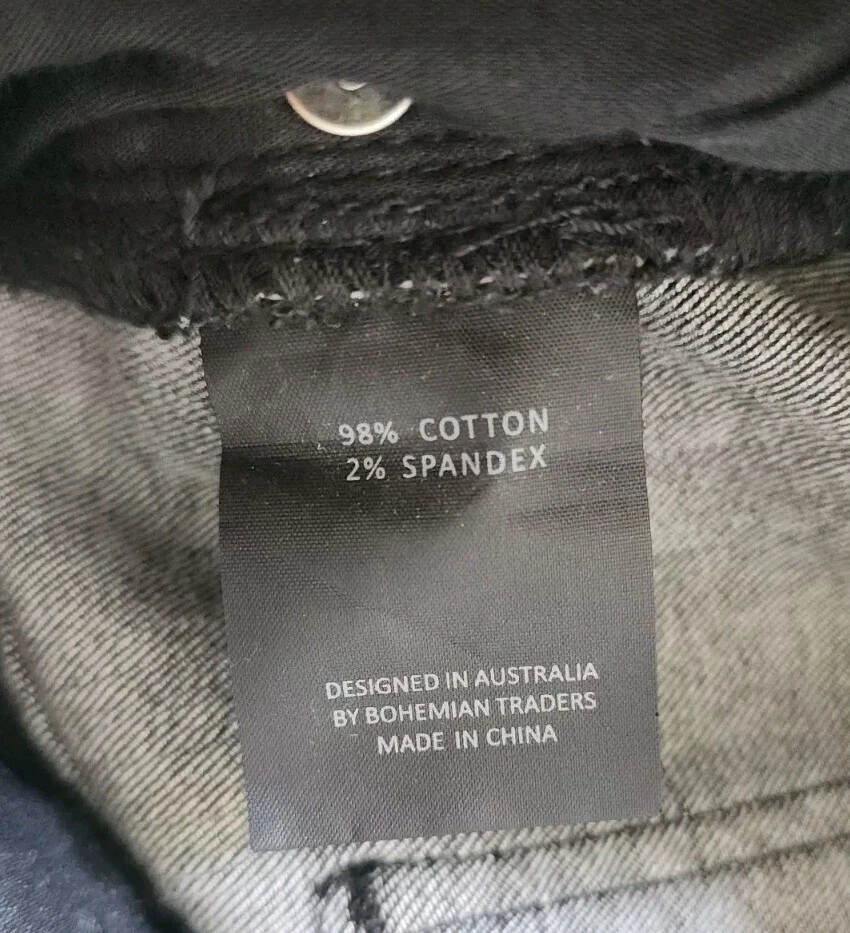 98% COTTON
2% SPANDEX
DESIGNED IN AUSTRALIA
BY BOHEMIAN TRADERS
MADE IN CHINA